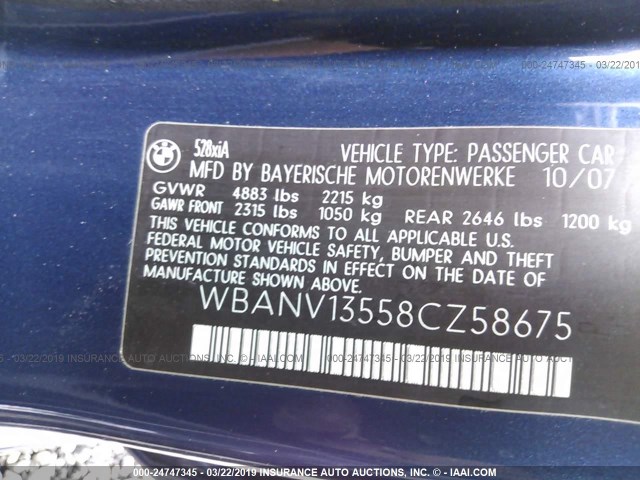 BMW
528xiA
VEHICLE TYPE: PASSENGER CAR
MFD BY BAYERISCHE MOTORENWERKE 10/07
GVWR 4883 lbs 2215 kg
GAWR FRONT 2315 lbs 1050 kg REAR 2646 lbs 1200 kg
THIS VEHICLE CONFORMS TO ALL APPLICABLE U.S.
FEDERAL MOTOR VEHICLE SAFETY, BUMPER AND THEFT
PREVENTION STANDARDS IN EFFECT ON THE DATE OF
MANUFACTURE SHOWN ABOVE.
WBANV13558CZ58675
000-24747345 - 03/22/2019 INSURANCE AUTO AUCTIONS, INC. - © - IAAI.COM